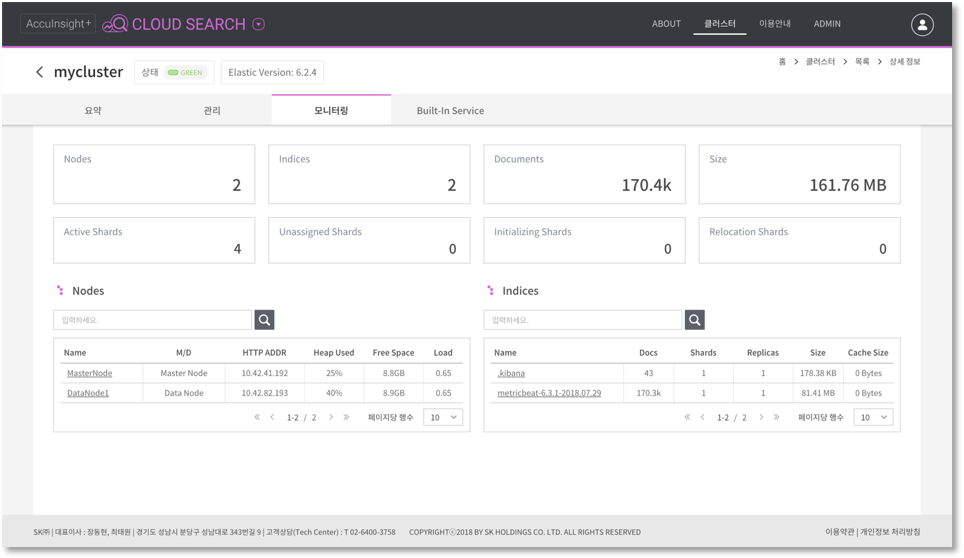 AccuInsight+ CLOUD SEARCH ABOUT 클러스터 이용안내 ADMIN
mycluster 상태 GREEN Elastic Version: 6.2.4 홈 > 클러스터 > 목록 > 상세 정보
요약 관리 모니터링 Built-In Service
Nodes Indices Documents Size
2 2 170.4k 161.76 MB
Active Shards Unassigned Shards Initializing Shards Relocation Shards
4 0 0 0
Nodes Indices
입력하세요. 입력하세요.
Name M/D HTTP ADDR Heap Used Free Space Load Name Docs Shards Replicas Size Cache Size
MasterNode Master Node 10.42.41.192 25% 8.8GB 0.65 .kibana 43 1 1 178.38 KB 0 Bytes
DataNode1 Data Node 10.42.82.193 40% 8.9GB 0.65 metricbeat-6.3.1-2018.07.29 170.3k 1 1 81.41 MB 0 Bytes
« < 1-2 / 2 > » 페이지당 행수 10 « < 1-2 / 2 > » 페이지당 행수 10
SK㈜ | 대표이사 : 장동현, 최태원 | 경기도 성남시 분당구 성남대로 343번길 9 | 고객상담(Tech Center) : T 02-6400-3758 COPYRIGHTⓒ2018 BY SK HOLDINGS CO. LTD. ALL RIGHTS RESERVED 이용약관 | 개인정보 처리방침